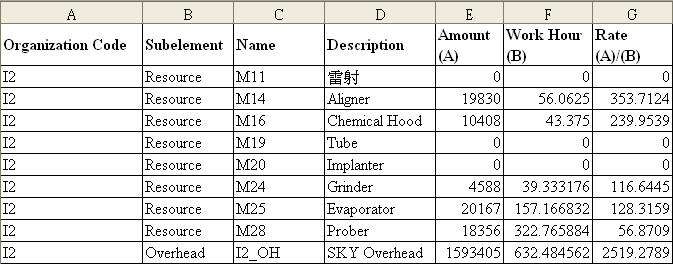 A B C D E F G
Organization Code Subelement Name Description Amount (A) Work Hour (B) Rate (A)/(B)
I2 Resource M11 雷射 0 0 0
I2 Resource M14 Aligner 19830 56.0625 353.7124
I2 Resource M16 Chemical Hood 10408 43.375 239.9539
I2 Resource M19 Tube 0 0 0
I2 Resource M20 Implanter 0 0 0
I2 Resource M24 Grinder 4588 39.333176 116.6445
I2 Resource M25 Evaporator 20167 157.166832 128.3159
I2 Resource M28 Prober 18356 322.765884 56.8709
I2 Overhead I2_OH SKY Overhead 1593405 632.484562 2519.2789